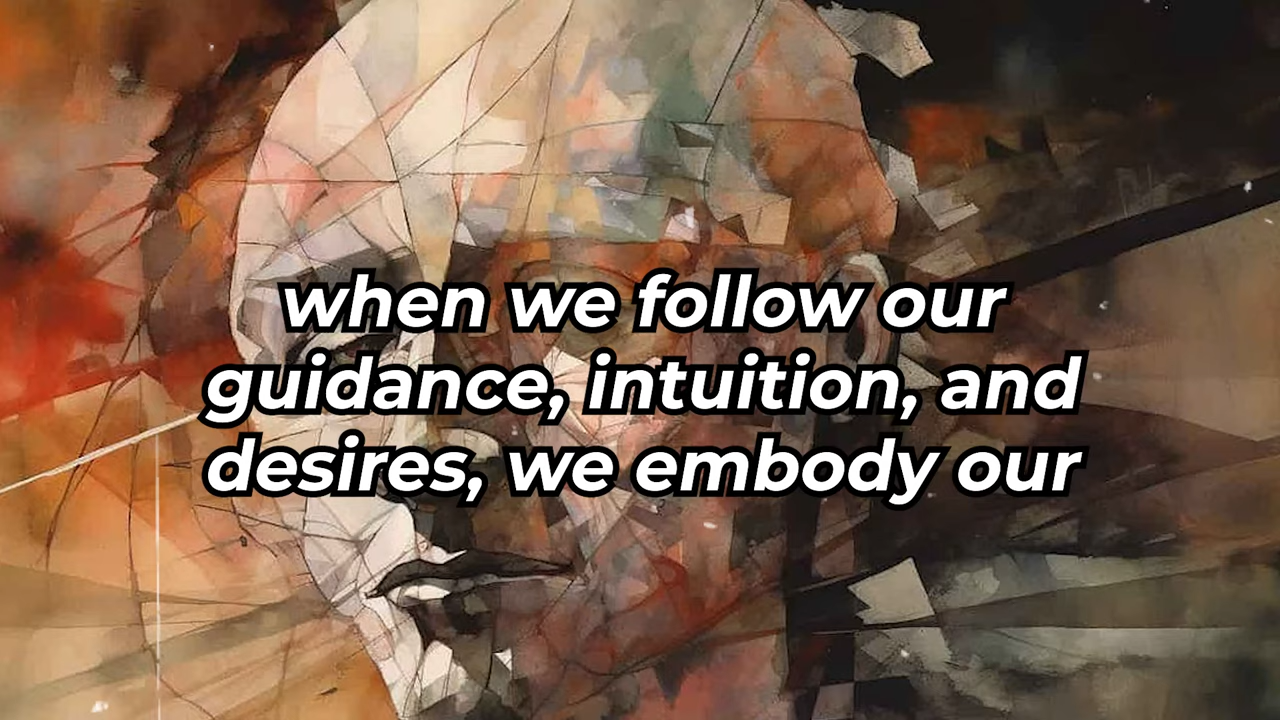 when we follow our
guidance, intuition, and
desires, we embody our